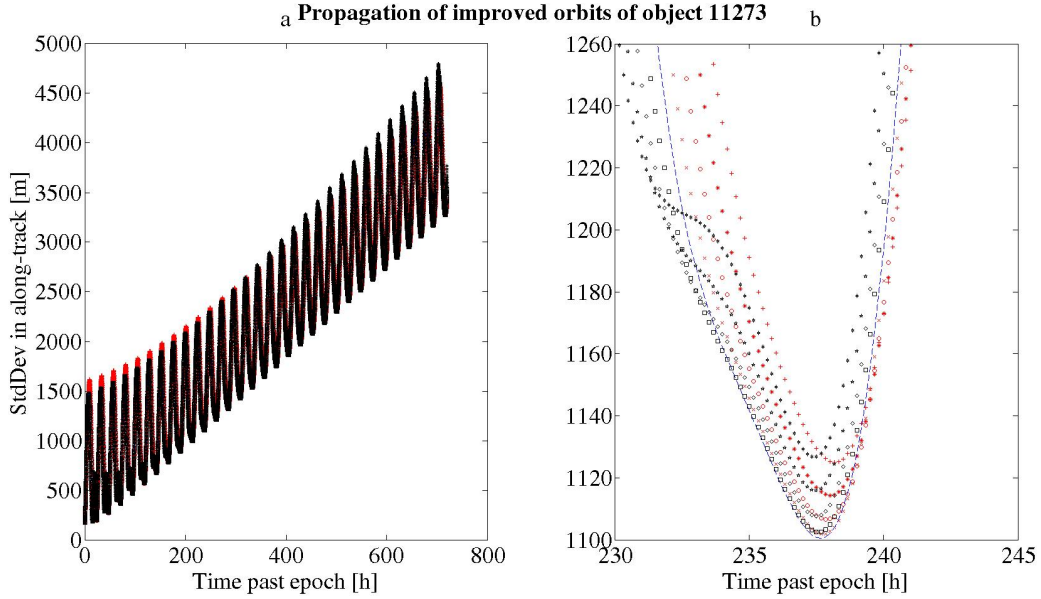 Propagation of improved orbits of object 11273
a
b
StdDev in along-track [m]
5000
4500
4000
3500
3000
2500
2000
1500
1000
500
0
0 200 400 600 800
Time past epoch [h]
1260
1240
1220
1200
1180
1160
1140
1120
1100
230 235 240 245
Time past epoch [h]